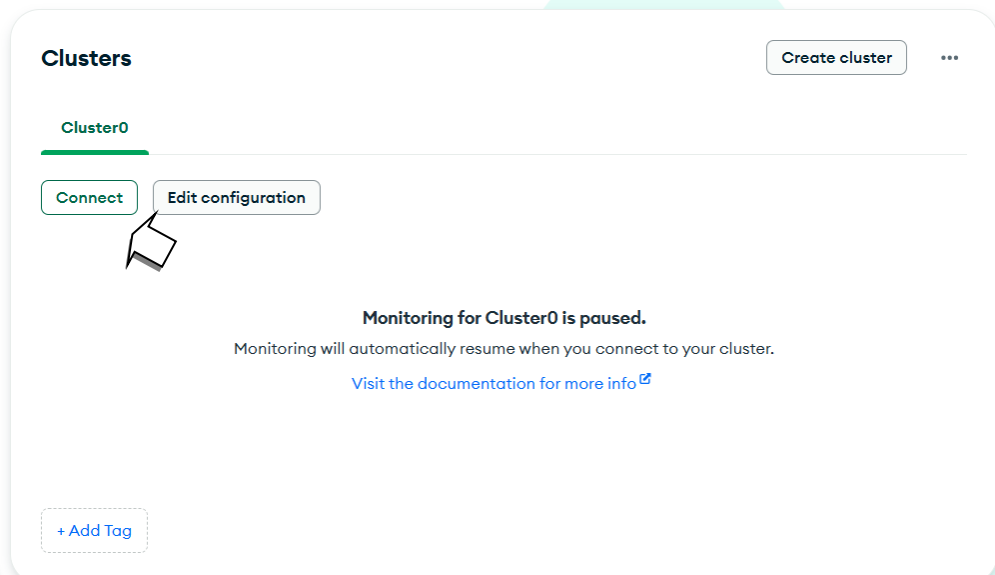 Clusters
Create cluster
Cluster0
Connect
Edit configuration
Monitoring for Cluster0 is paused.
Monitoring will automatically resume when you connect to your cluster.
Visit the documentation for more info
+ Add Tag